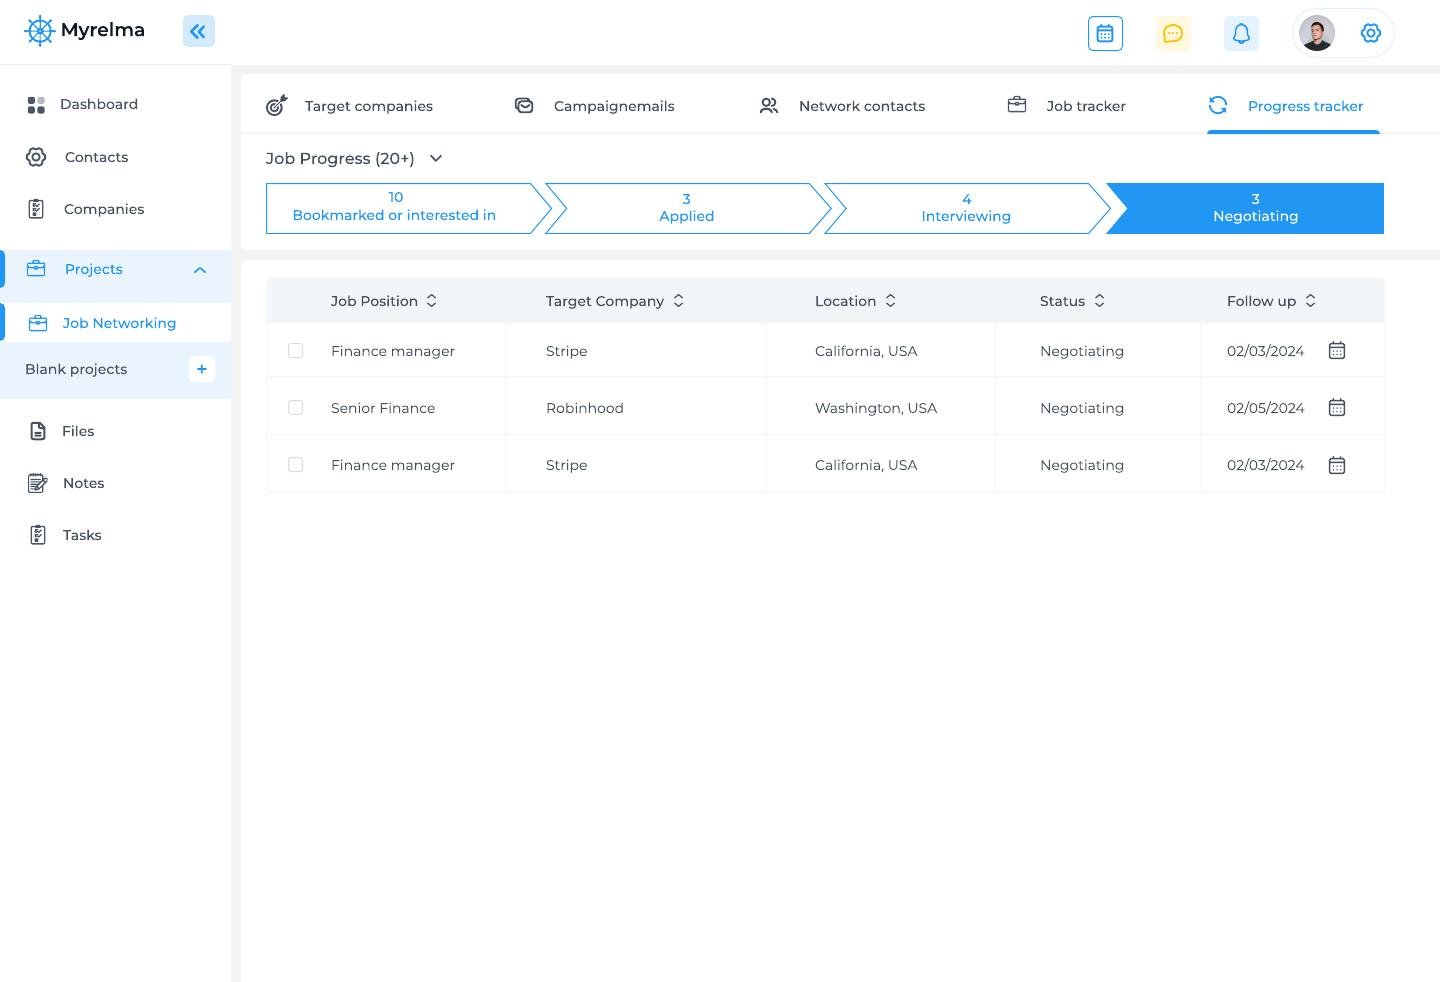 Myrelma
Dashboard
Contacts
Companies
Projects
Job Networking
Blank projects
+
Files
Notes
Tasks
Target companies
Campaignemails
Network contacts
Job tracker
Progress tracker
Job Progress (20+)
10
Bookmarked or interested in
3
Applied
4
Interviewing
3
Negotiating
Job Position Target Company Location Status Follow up
Finance manager Stripe California, USA Negotiating 02/03/2024
Senior Finance Robinhood Washington, USA Negotiating 02/05/2024
Finance manager Stripe California, USA Negotiating 02/03/2024